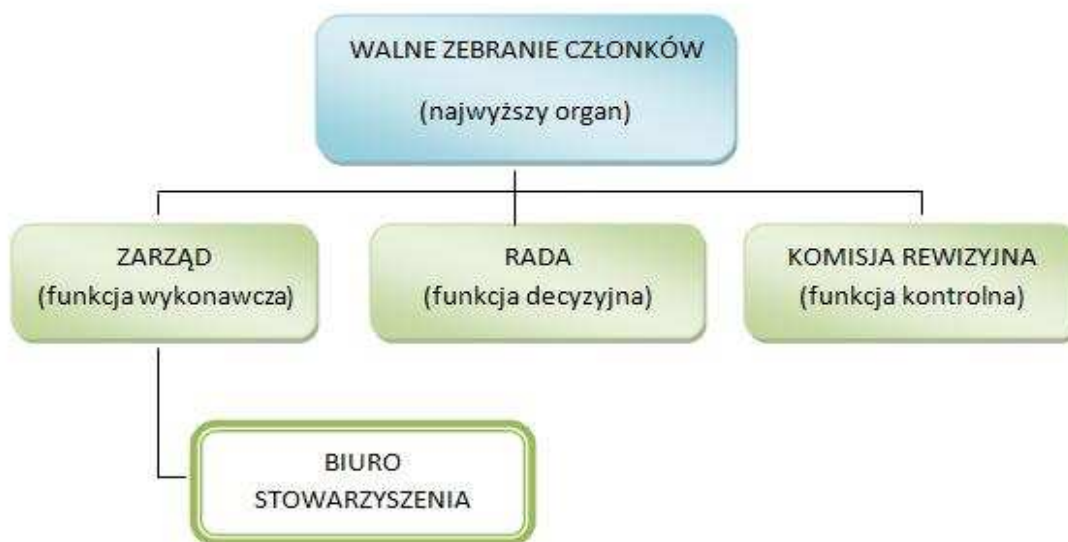 WALNE ZEBRANIE CZŁONKÓW
(najwyższy organ)
ZARZĄD
(funkcja wykonawcza)
RADA
(funkcja decyzyjna)
KOMISJA REWIZYJNA
(funkcja kontrolna)
BIURO
STOWARZYSZENIA